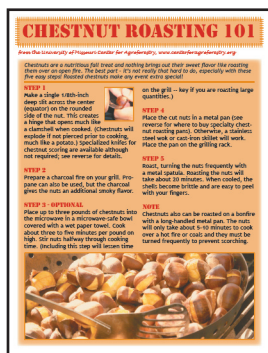 CHESTNUT ROASTING 101
from the University of Missouri Center for Agroforestry, www.centerforagroforestry.org
Chestnuts are a nutritious fall treat and nothing brings out their sweet flavor like roasting
them over an open fire. The best part - it's not really that hard to do, especially with these
five easy steps! Roasted chestnuts make any event extra special!
STEP 1
Make a single 1/8th-inch
deep slit across the center
(equator) on the rounded
side of the nut. This creates
a hinge that opens much like
a clamshell when cooked. (Chestnuts will
explode if not pierced prior to cooking,
much like a potato.) Specialized knifes for
chestnut scoring are available although
not required; see reverse for details.
STEP 2
Prepare a charcoal fire on your grill. Pro-
pane can also be used, but the charcoal
gives the nuts an additional smoky flavor.
STEP 3 - OPTIONAL
Place up to three pounds of chestnuts into
the microwave in a microwave-safe bowl
covered with a wet paper towel. Cook
about three to five minutes per pound on
high. Stir nuts halfway through cooking
time. (Including this step will lessen time
on the grill -- key if you are roasting large
quantities.)
STEP 4
Place the cut nuts in a metal pan (see
reverse for where to buy specialty chest-
nut roasting pans). Otherwise, a stainless
steel wok or cast-iron skillet will work.
Place the pan on the grilling rack.
STEP 5
Roast, turning the nuts frequently with
a metal spatula. Roasting the nuts will
take about 20 minutes. When cooked, the
shells become brittle and are easy to peel
with your fingers.
NOTE
Chestnuts also can be roasted on a bonfire
with a long-handled metal pan. The nuts
will only take about 5-10 minutes to cook
over a hot fire or coals and they must be
turned frequently to prevent scorching.